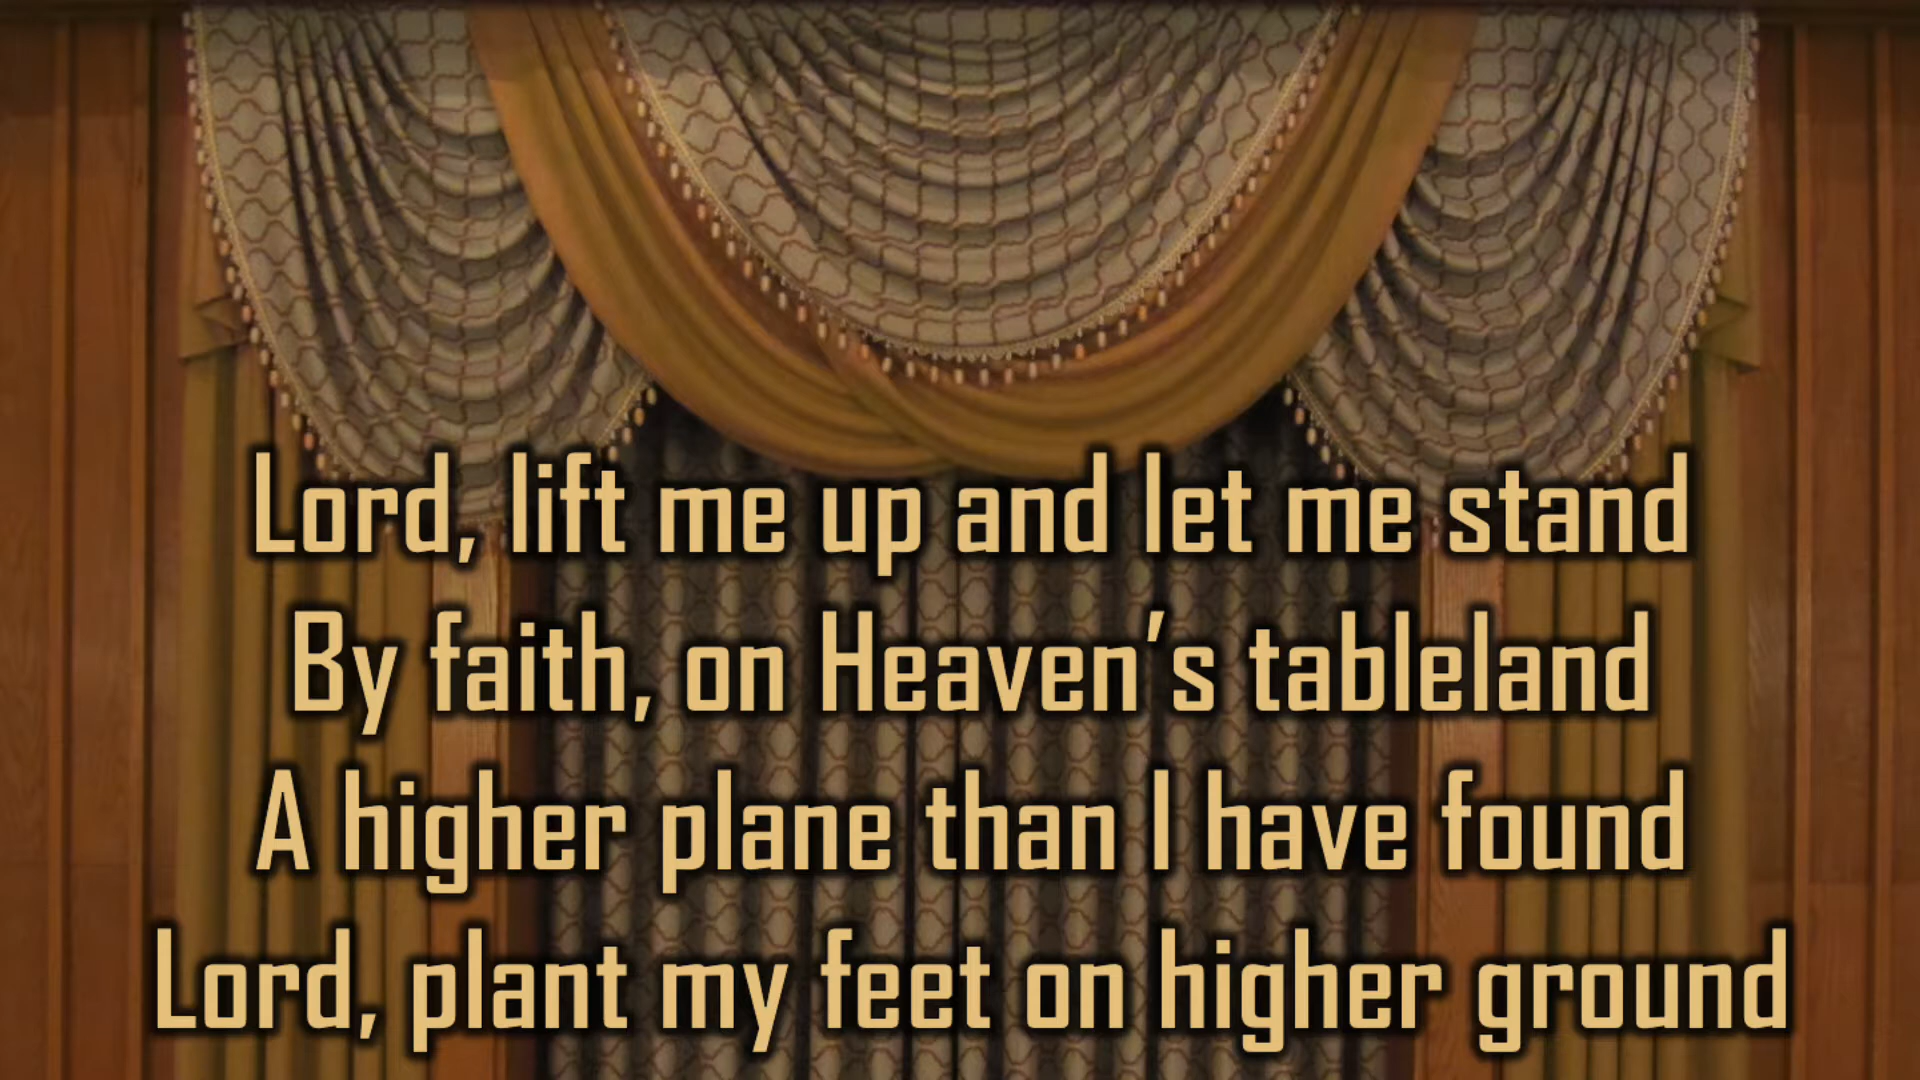 Lord, lift me up and let me stand
By faith, on Heaven’s tableland
A higher plane than I have found
Lord, plant my feet on higher ground